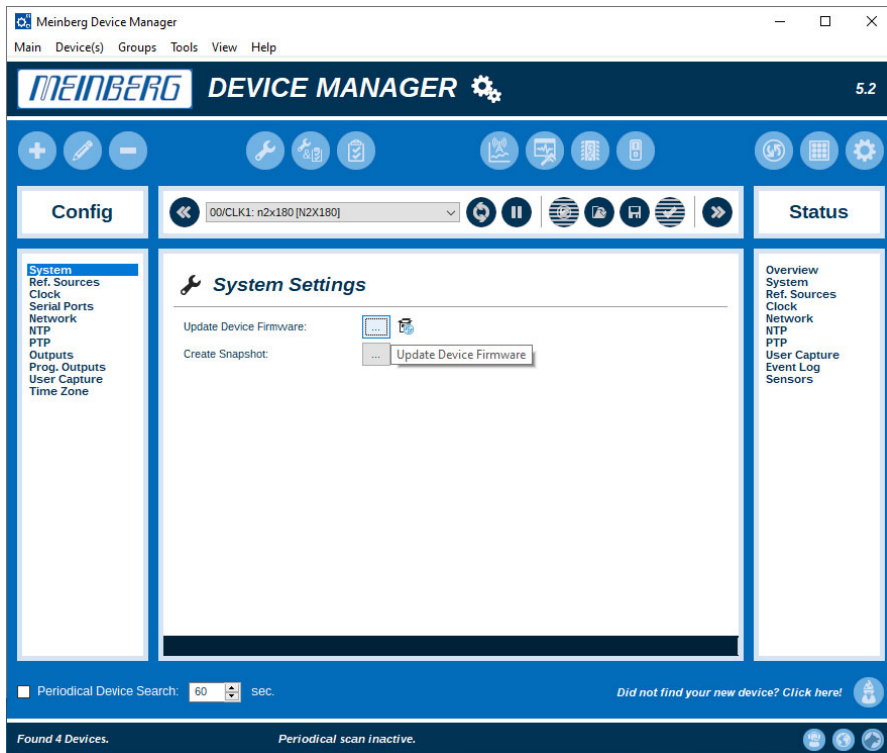 Meinberg Device Manager
Main Device(s) Groups Tools View Help
MEINBERG DEVICE MANAGER 5.2
Config
00/CLK1: n2x180 [N2X180]
Status
System
Ref. Sources
Clock
Serial Ports
Network
NTP
PTP
Outputs
Prog. Outputs
User Capture
Time Zone
System Settings
Update Device Firmware: ...
Create Snapshot: ...
Update Device Firmware
Overview
System
Ref. Sources
Clock
Network
NTP
PTP
User Capture
Event Log
Sensors
Periodical Device Search: 60 sec.
Did not find your new device? Click here!
Found 4 Devices.
Periodical scan inactive.